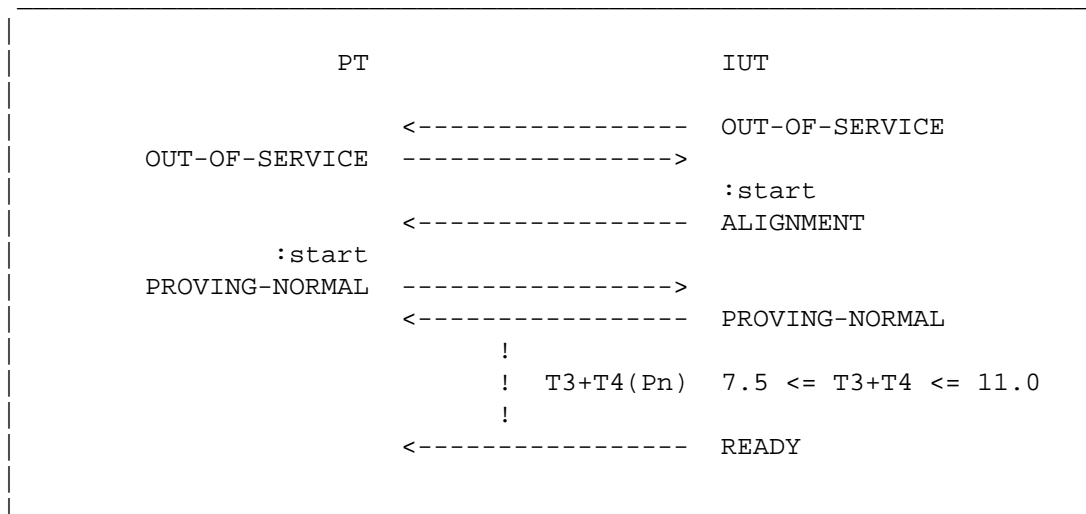 PT IUT
<----------------- OUT-OF-SERVICE
OUT-OF-SERVICE ----------------->
:start
<----------------- ALIGNMENT
:start
PROVING-NORMAL ----------------->
<----------------- PROVING-NORMAL
!
! T3+T4(Pn) 7.5 <= T3+T4 <= 11.0
!
<----------------- READY